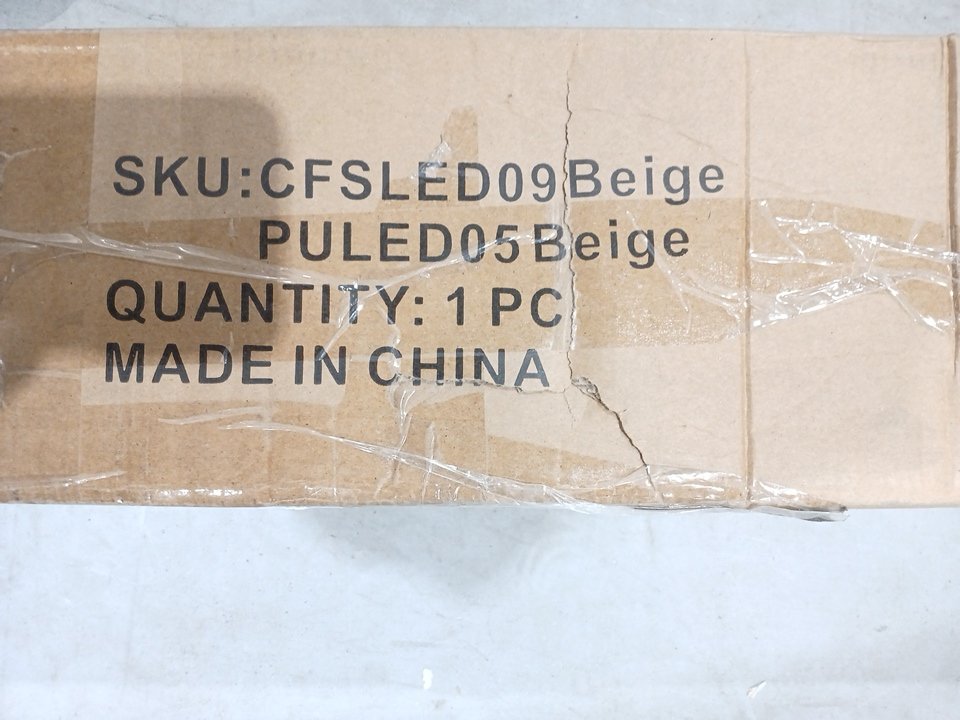 SKU:CFSLED09Beige
PULED05Beige
QUANTITY: 1 PC
MADE IN CHINA